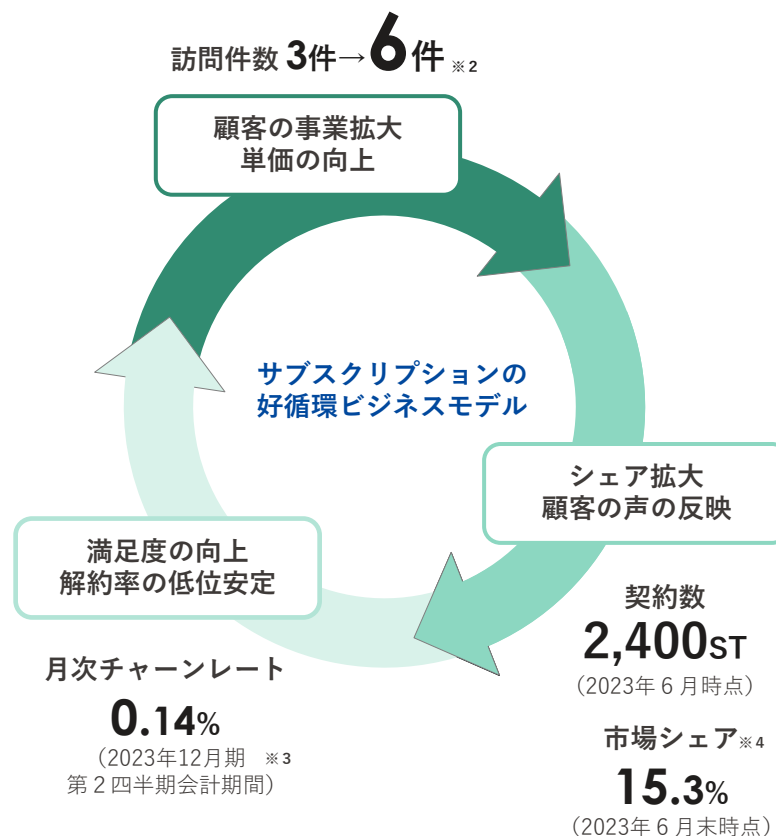 訪問件数 3件→6件 ※2
顧客の事業拡大
単価の向上
サブスクリプションの
好循環ビジネスモデル
シェア拡大
顧客の声の反映
満足度の向上
解約率の低位安定
契約数
2,400ST
（2023年６月時点）
月次チャーンレート
0.14%
（2023年12月期 ※3
第２四半期会計期間）
市場シェア※4
15.3%
（2023年６月末時点）